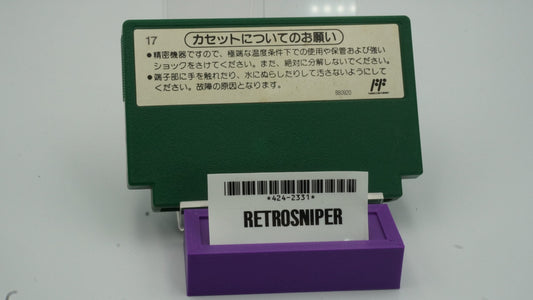 17
カセットについてのお願い
●精密機器ですので、極端な温度条件下での使用や保管および強い
ショックをさけてください。また、絶対に分解しないでください。
●端子部に手を触れたり、水にぬらしたりして汚さないようにして
ください。故障の原因となります。
*424-2331*
RETROSNIPER